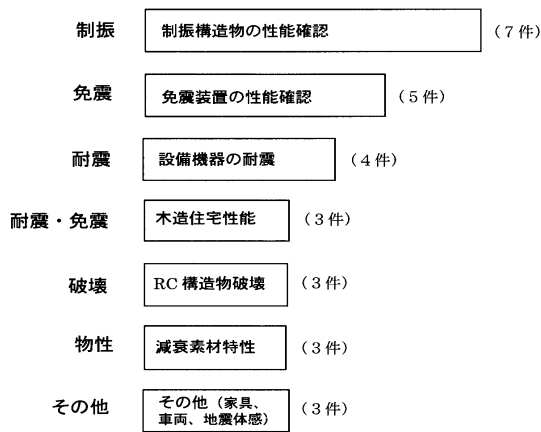 制振 制振構造物の性能確認 (7件)
免震 免震装置の性能確認 (5件)
耐震 設備機器の耐震 (4件)
耐震・免震 木造住宅性能 (3件)
破壊 RC構造物破壊 (3件)
物性 減衰素材特性 (3件)
その他 その他(家具、
車両、地震体感) (3件)